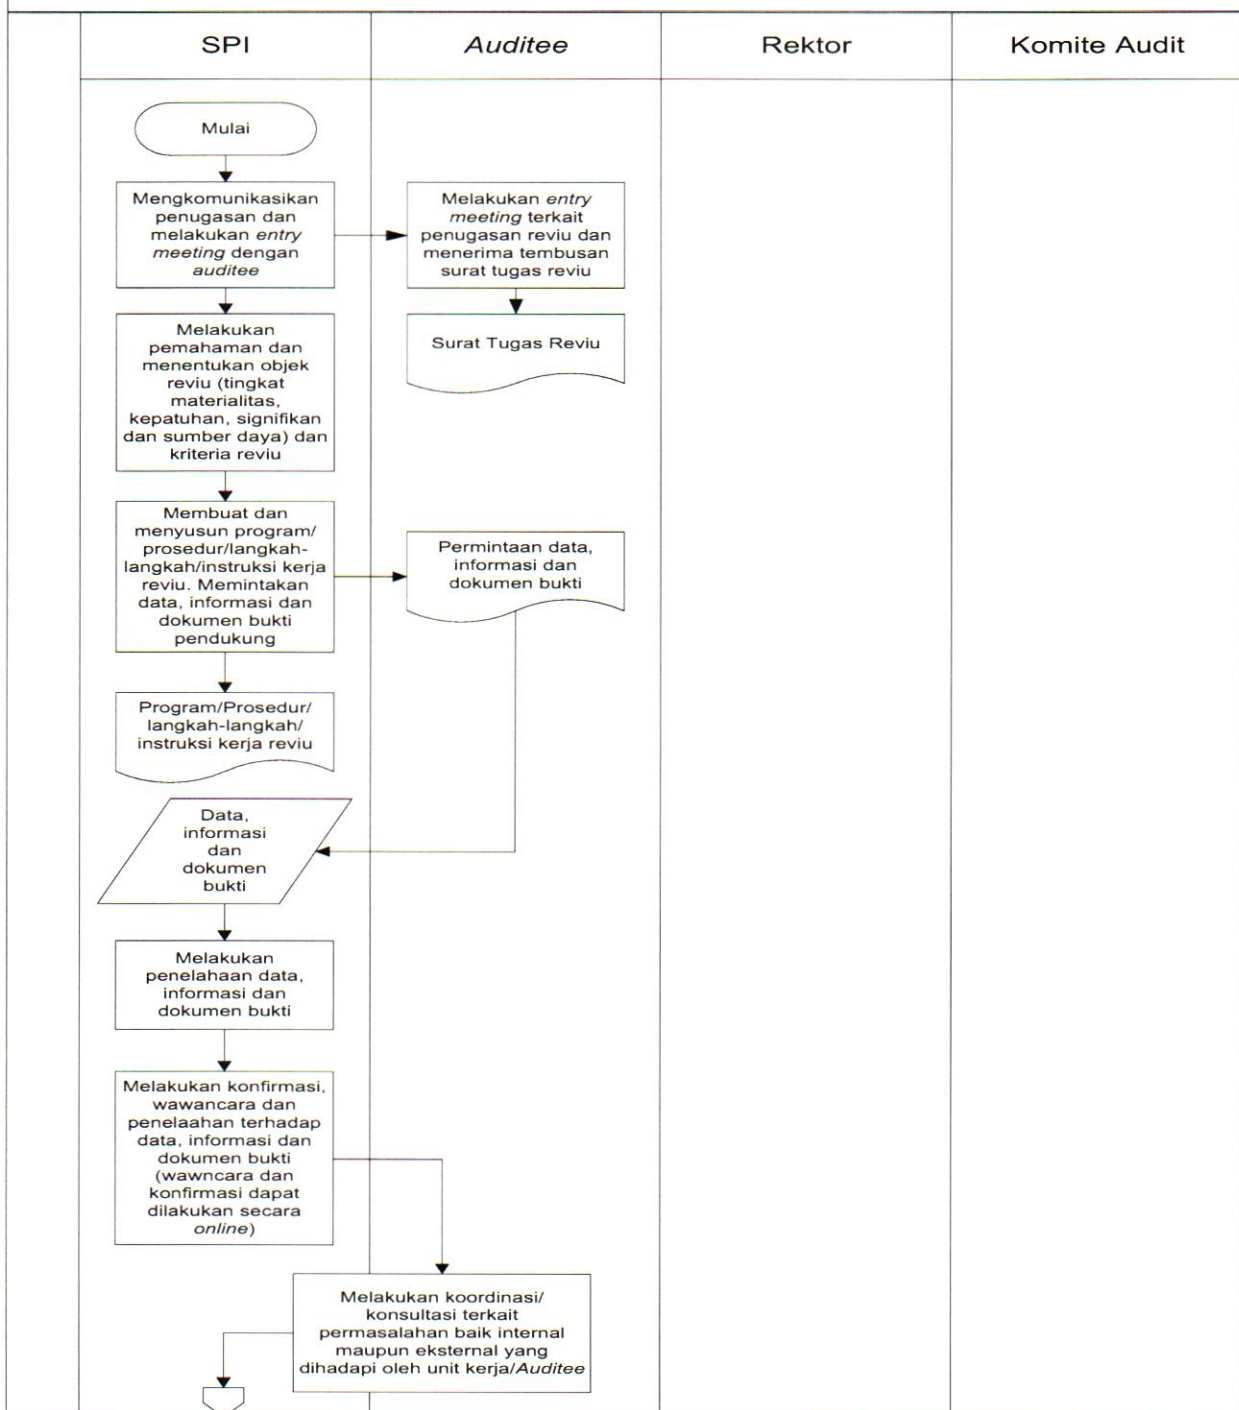 SPI
Auditee
Rektor
Komite Audit
Mulai
Mengkomunikasikan
penugasan dan
melakukan entry
meeting dengan
auditee
Melakukan entry
meeting terkait
penugasan reviu dan
menerima tembusan
surat tugas reviu
Melakukan
pemahaman dan
menentukan objek
reviu (tingkat
materialitas,
kepatuhan, signifikan
dan sumber daya) dan
kriteria reviu
Surat Tugas Reviu
Membuat dan
menyusun program/
prosedur/langkah-
langkah/instruksi kerja
reviu. Memintakan
data, informasi dan
dokumen bukti
pendukung
Permintaan data,
informasi dan
dokumen bukti
Program/Prosedur/
langkah-langkah/
instruksi kerja reviu
Data,
informasi
dan
dokumen
bukti
Melakukan
penelahaan data,
informasi dan
dokumen bukti
Melakukan konfirmasi,
wawancara dan
penelaahan terhadap
data, informasi dan
dokumen bukti
(wawncara dan
konfirmasi dapat
dilakukan secara
online)
Melakukan koordinasi/
konsultasi terkait
permasalahan baik internal
maupun eksternal yang
dihadapi oleh unit kerja/Auditee